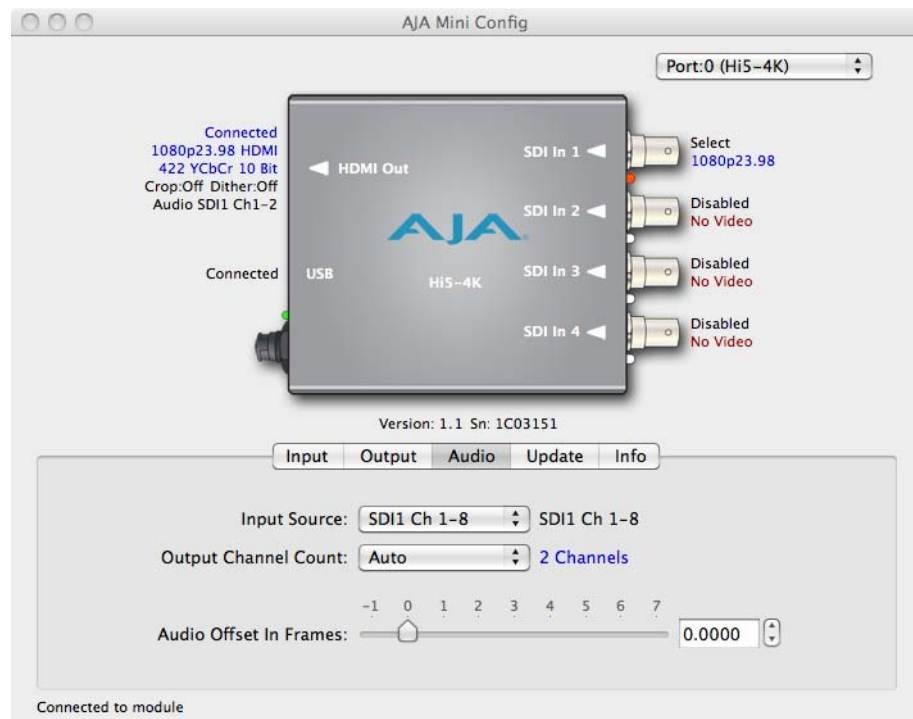 AJA Mini Config
Port:0 (Hi5-4K)
Connected
1080p23.98 HDMI
422 YCbCr 10 Bit
Crop:Off Dither:Off
Audio SDI1 Ch1-2
Connected
HDMI Out
USB
AJA
Hi5-4K
SDI In 1
SDI In 2
SDI In 3
SDI In 4
Select
1080p23.98
Disabled
No Video
Disabled
No Video
Disabled
No Video
Version: 1.1 Sn: 1C03151
Input Output Audio Update Info
Input Source: SDI1 Ch 1-8 SDI1 Ch 1-8
Output Channel Count: Auto 2 Channels
-1 0 1 2 3 4 5 6 7
Audio Offset In Frames: 0.0000
Connected to module